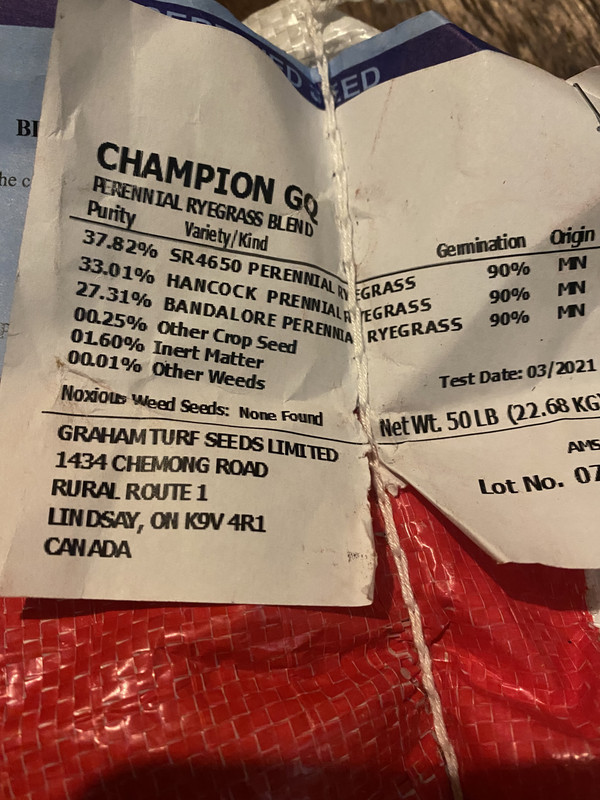 SEED
CHAMPION GQ
PERENNIAL RYEGRASS BLEND
Purity Variety/Kind Germination Origin
37.82% SR4650 PERENNIAL RYEGRASS 90% MN
33.01% HANCOCK PRENNIAL RYEGRASS 90% MN
27.31% BANDALORE PERENNIAL RYEGRASS 90% MN
00.25% Other Crop Seed
01.60% Inert Matter
00.01% Other Weeds
Test Date: 03/2021
Noxious Weed Seeds: None Found
Net Wt. 50 LB (22.68 KG)
GRAHAM TURF SEEDS LIMITED
1434 CHEMONG ROAD
RURAL ROUTE 1
LINDSAY, ON K9V 4R1
CANADA
AMS
Lot No. 07